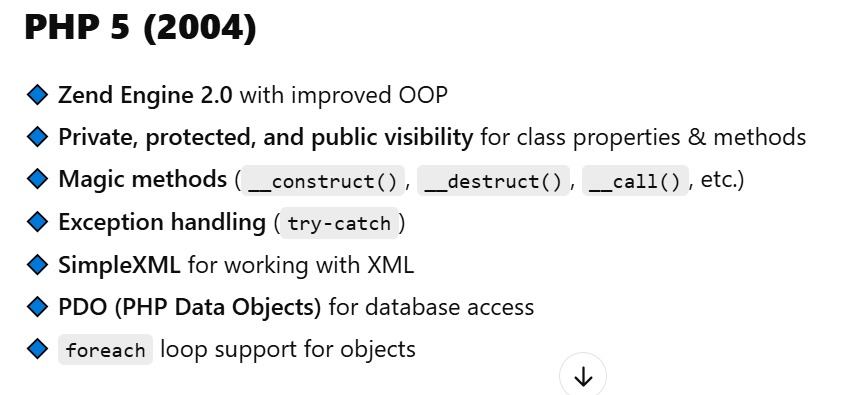 PHP 5 (2004)
Zend Engine 2.0 with improved OOP
Private, protected, and public visibility for class properties & methods
Magic methods (__construct(), __destruct(), __call(), etc.)
Exception handling (try-catch)
SimpleXML for working with XML
PDO (PHP Data Objects) for database access
foreach loop support for objects